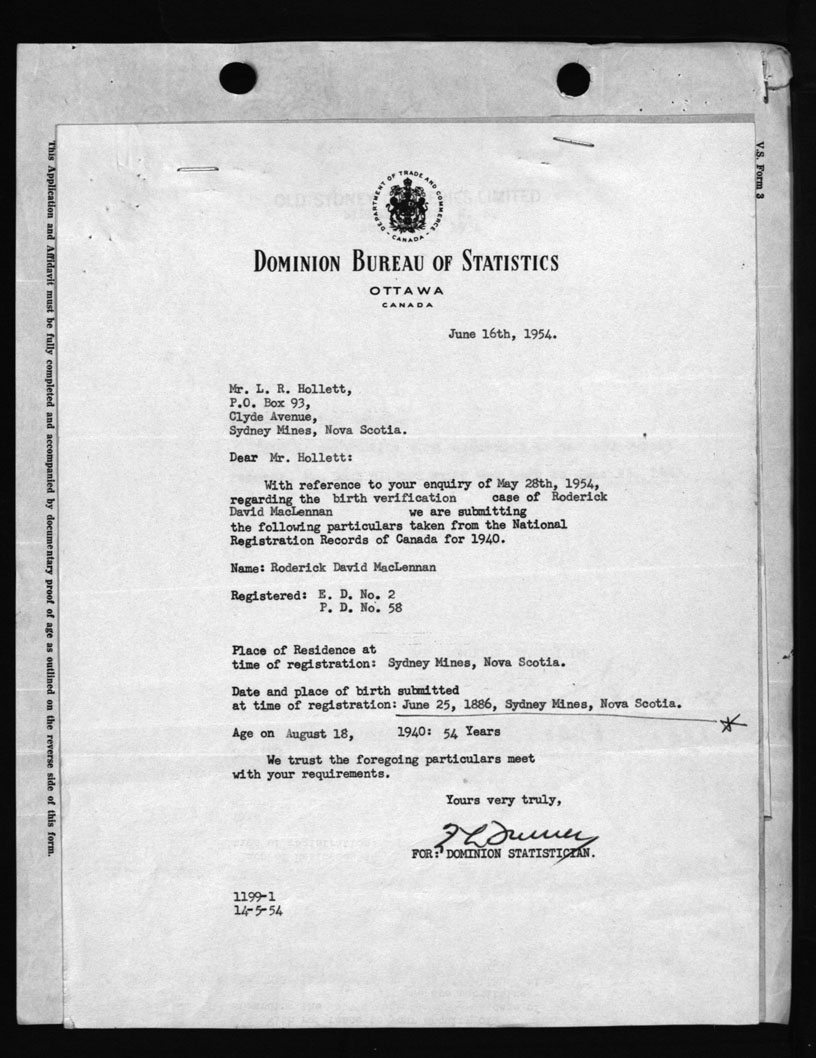 This Application and Affidavit must be fully completed and accompanied by documentary proof of age as outlined on the reverse side of this form.
V.S. Form 3
DEPARTMENT OF TRADE AND COMMERCE
- CANADA -
DOMINION BUREAU OF STATISTICS
OTTAWA
CANADA
June 16th, 1954.
Mr. L. R. Hollett,
P.O. Box 93,
Clyde Avenue,
Sydney Mines, Nova Scotia.
Dear Mr. Hollett:
With reference to your enquiry of May 28th, 1954,
regarding the birth verification case of Roderick
David MacLennan we are submitting
the following particulars taken from the National
Registration Records of Canada for 1940.
Name: Roderick David MacLennan
Registered: E. D. No. 2
P. D. No. 58
Place of Residence at
time of registration: Sydney Mines, Nova Scotia.
Date and place of birth submitted
at time of registration: June 25, 1886, Sydney Mines, Nova Scotia.
Age on August 18, 1940: 54 Years
We trust the foregoing particulars meet
with your requirements.
Yours very truly,
FOR: DOMINION STATISTICIAN.
1199-1
14-5-54